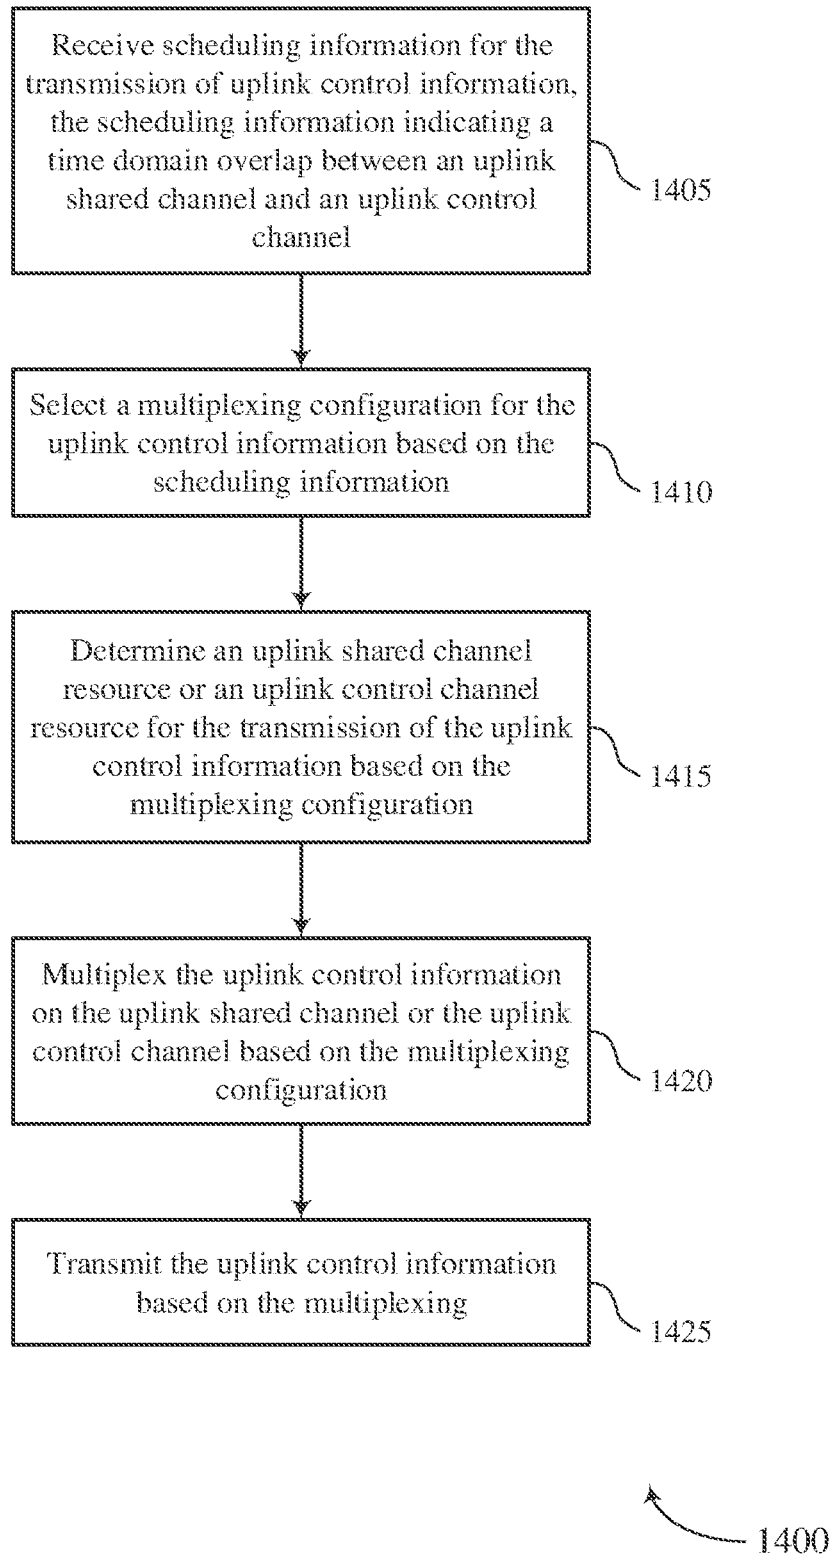 Receive scheduling information for the
transmission of uplink control information,
the scheduling information indicating a
time domain overlap between an uplink
shared channel and an uplink control
channel
1405
Select a multiplexing configuration for the
uplink control information based on the
scheduling information
1410
Determine an uplink shared channel
resource or an uplink control channel
resource for the transmission of the uplink
control information based on the
multiplexing configuration
1415
Multiplex the uplink control information
on the uplink shared channel or the uplink
control channel based on the multiplexing
configuration
1420
Transmit the uplink control information
based on the multiplexing
1425
1400